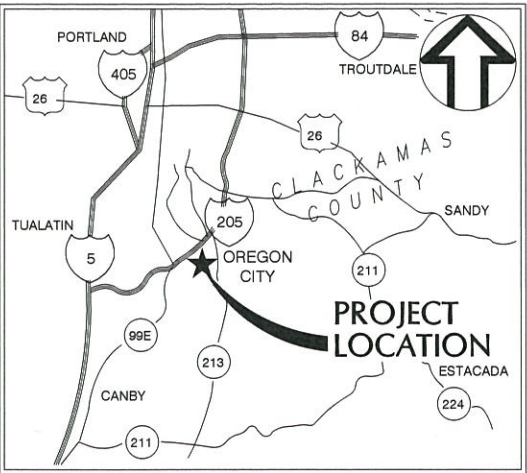 PORTLAND
84
405
TROUTDALE
26
26
CLACKAMAS
COUNTY
SANDY
205
TUALATIN
5
OREGON
CITY
211
PROJECT
LOCATION
99E
213
ESTACADA
CANBY
224
211